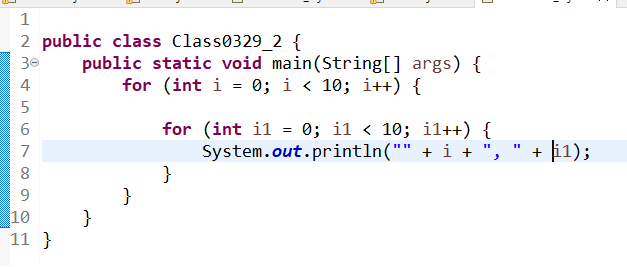 1
2 public class Class0329_2 {
3 public static void main(String[] args) {
4 for (int i = 0; i < 10; i++) {
5
6 for (int i1 = 0; i1 < 10; i1++) {
7 System.out.println("" + i + ", " + i1);
8 }
9 }
10 }
11 }